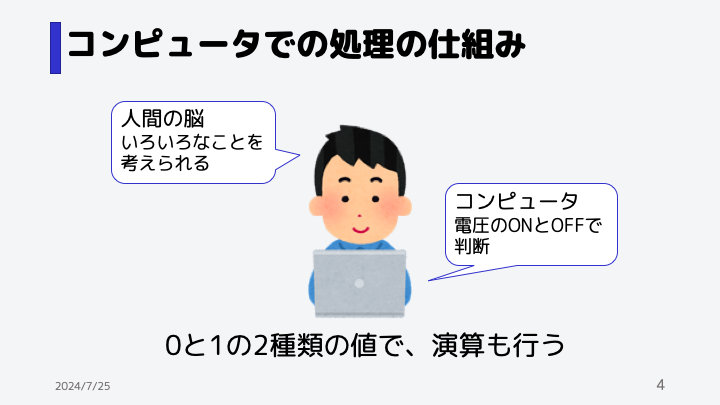 コンピュータでの処理の仕組み
人間の脳
いろいろなことを
考えられる
コンピュータ
電圧のONとOFFで
判断
0と1の2種類の値で、演算も行う
2024/7/25
4